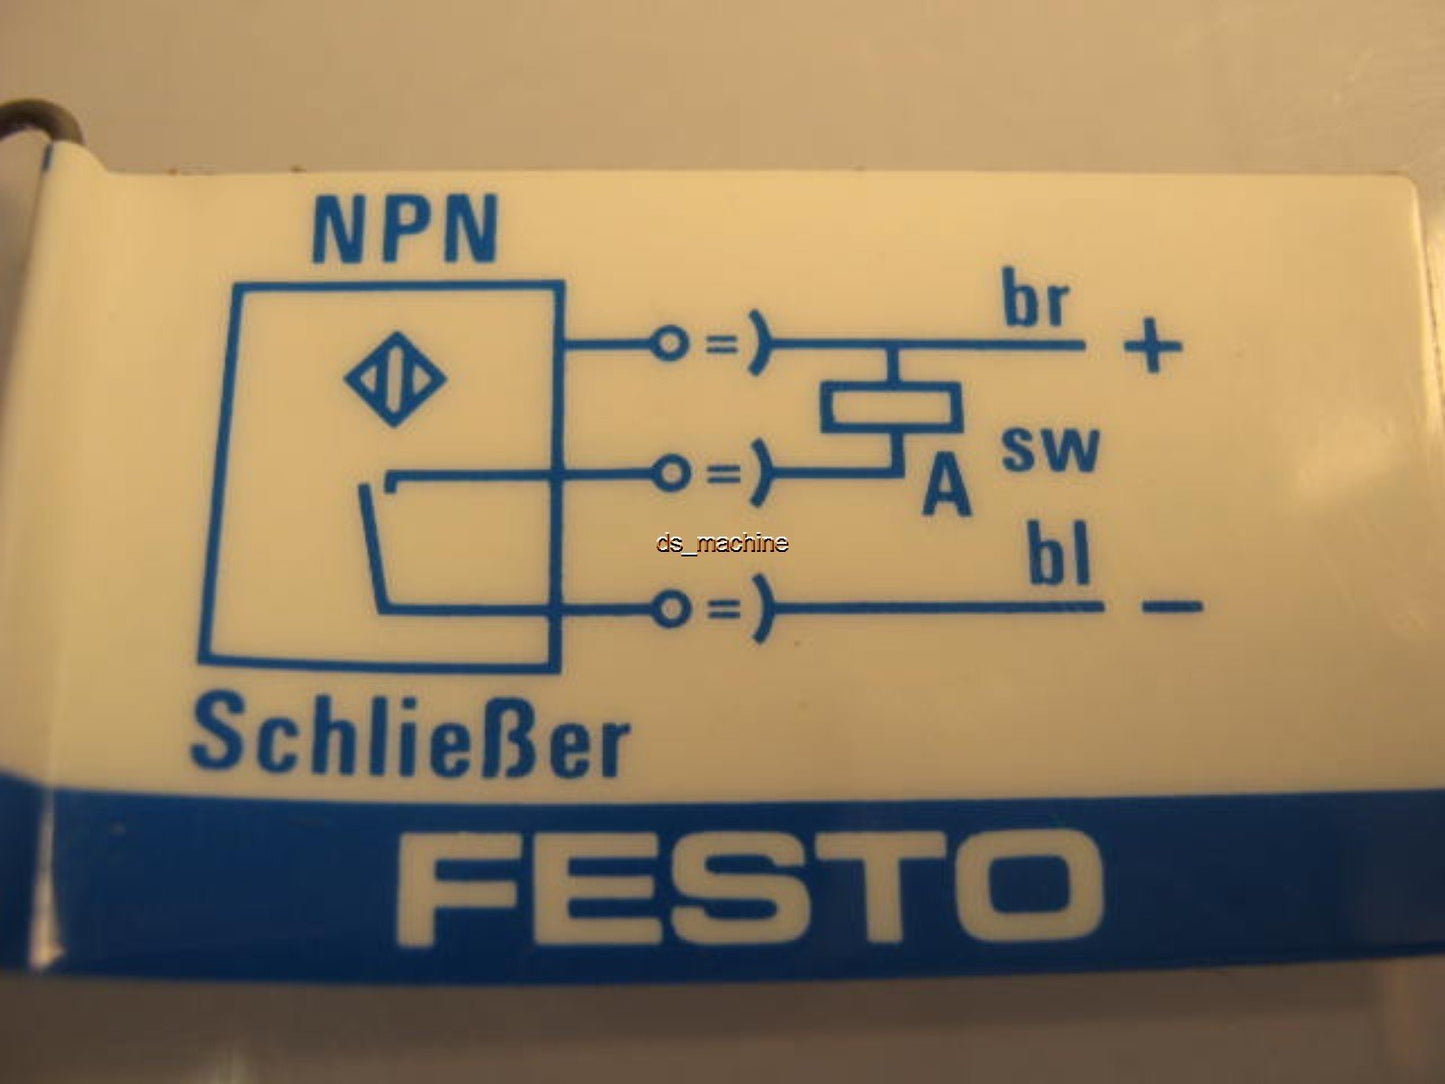 NPN
br +
sw
A
bl -
ds_machine
Schließer
FESTO